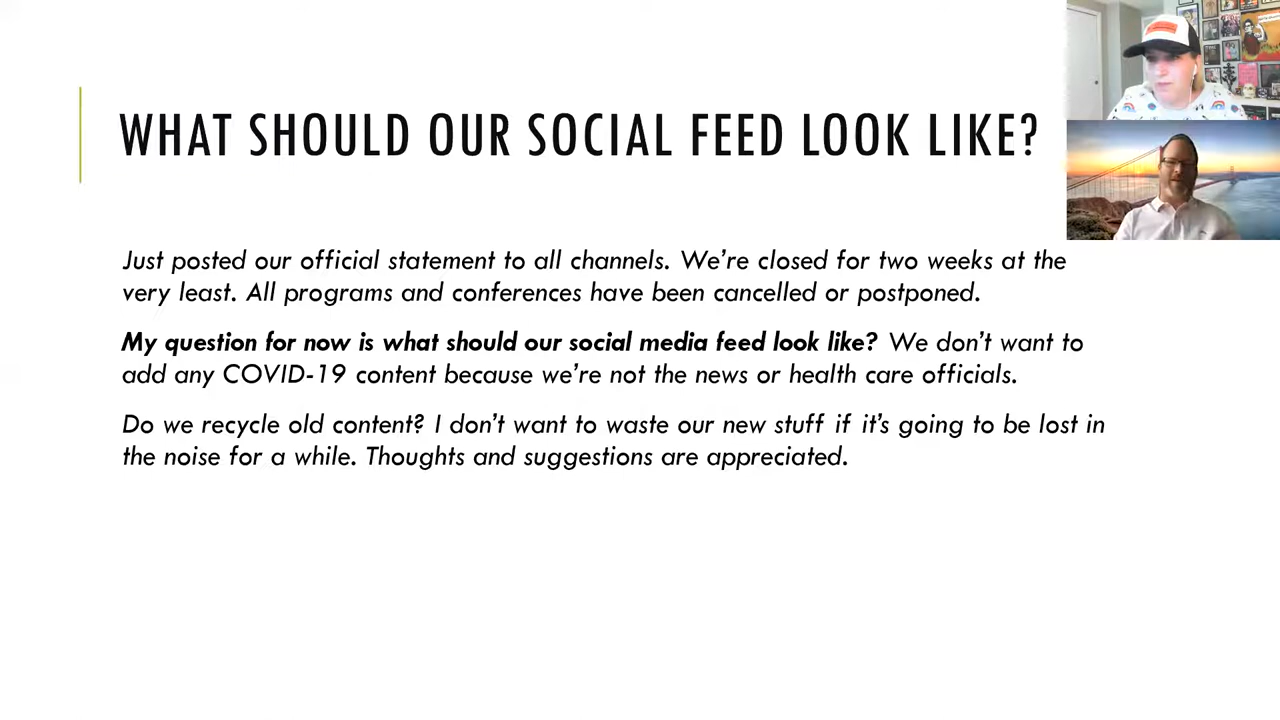 WHAT SHOULD OUR SOCIAL FEED LOOK LIKE?
Just posted our official statement to all channels. We’re closed for two weeks at the
very least. All programs and conferences have been cancelled or postponed.
My question for now is what should our social media feed look like? We don’t want to
add any COVID-19 content because we’re not the news or health care officials.
Do we recycle old content? I don’t want to waste our new stuff if it’s going to be lost in
the noise for a while. Thoughts and suggestions are appreciated.